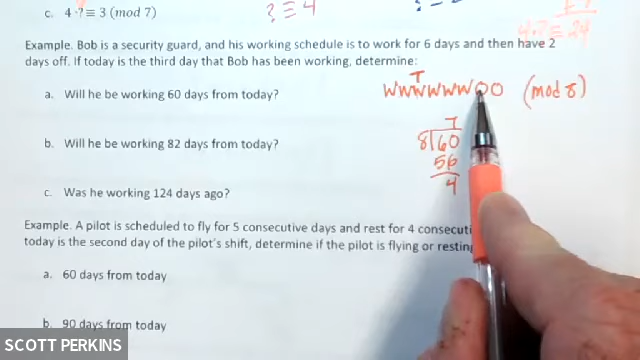 c. 4 ·? ≡ 3 (mod 7)
? ≡ 4
4·? ≡ 24
Example. Bob is a security guard, and his working schedule is to work for 6 days and then have 2
days off. If today is the third day that Bob has been working, determine:
T
a. Will he be working 60 days from today?
WWWWWWOO (mod 8)
7
b. Will he be working 82 days from today?
8 60
56
4
c. Was he working 124 days ago?
Example. A pilot is scheduled to fly for 5 consecutive days and rest for 4 consecuti
today is the second day of the pilot's shift, determine if the pilot is flying or resting
a. 60 days from today
b. 90 days from today
SCOTT PERKINS